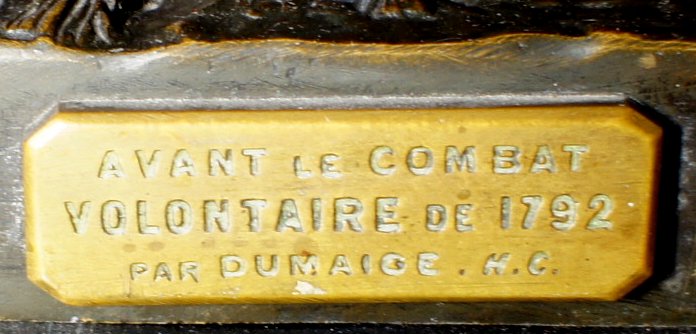 AVANT LE COMBAT
VOLONTAIRE DE 1792
PAR DUMAIGE . H.C.